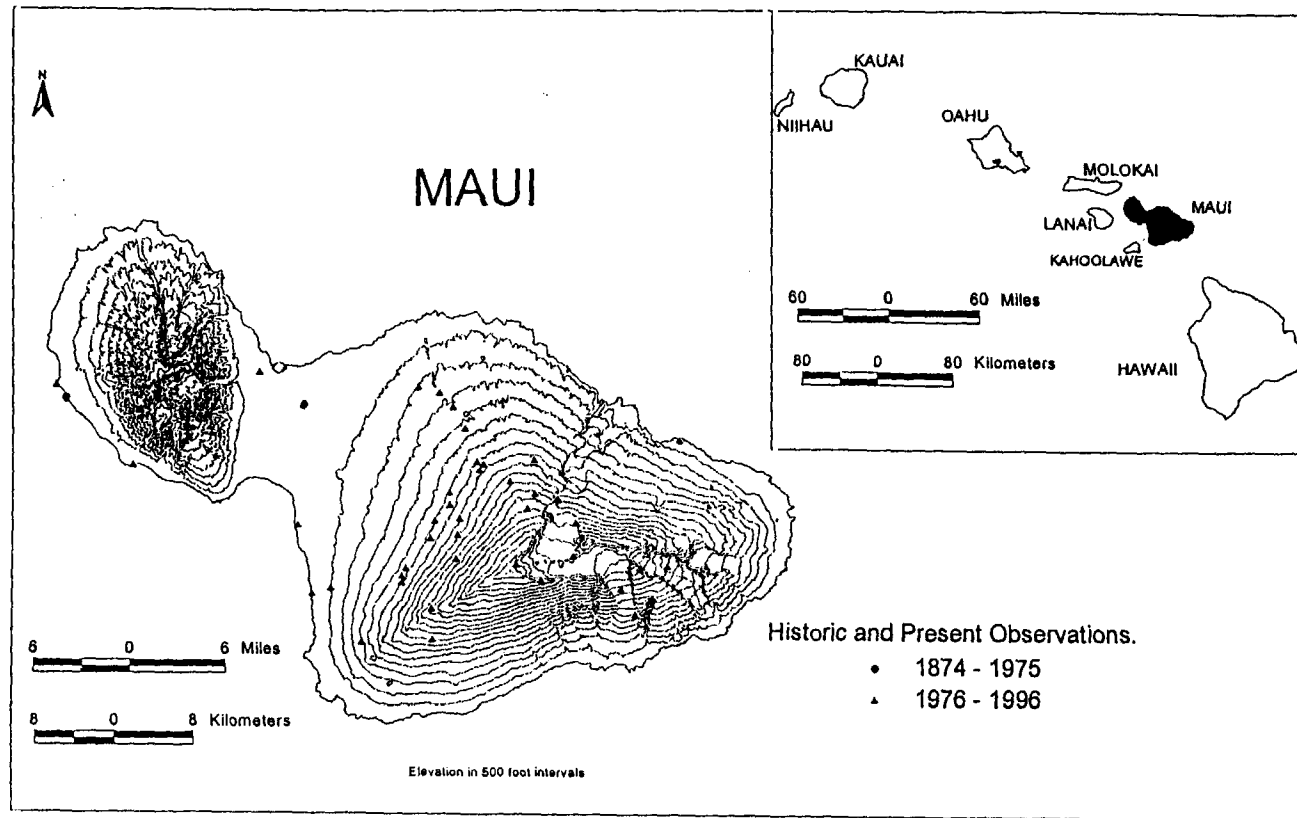 N
MAUI
6 0 6 Miles
8 0 8 Kilometers
Elevation in 500 foot intervals
KAUAI
NIIHAU
OAHU
MOLOKAI
LANAI
MAUI
KAHOOLAWE
60 0 60 Miles
80 0 80 Kilometers
HAWAII
Historic and Present Observations.
1874 - 1975
1976 - 1996